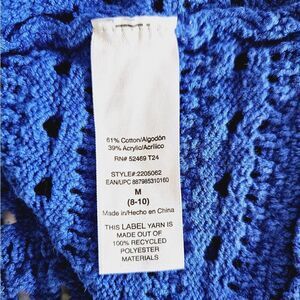 61% Cotton/Algodón
39% Acrylic/Acrílico
RN# 52469 T24
STYLE#:2205062
EAN/UPC 887985310160
M
(8-10)
Made in/Hecho en China
THIS LABEL YARN IS
MADE OUT OF
100% RECYCLED
POLYESTER
MATERIALS